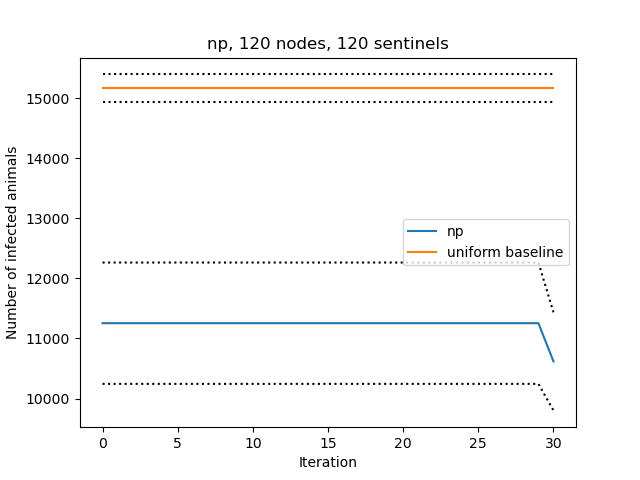 np, 120 nodes, 120 sentinels
Number of infected animals
15000
14000
13000
12000
11000
10000
np
uniform baseline
0
5
10
15
20
25
30
Iteration